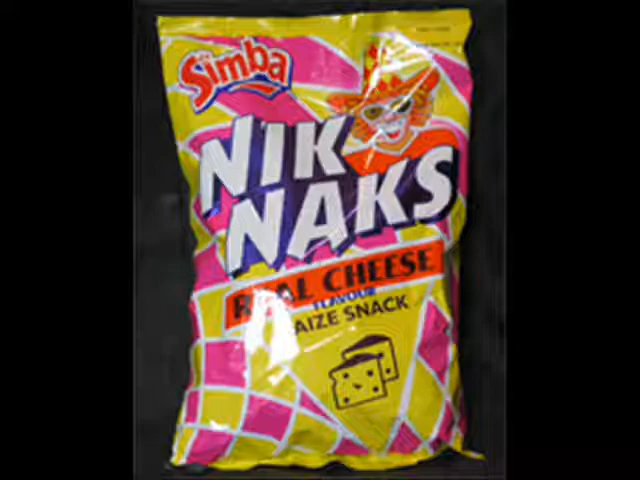 Simba
NIK
NAKS
REAL CHEESE
FLAVOUR
MAIZE SNACK